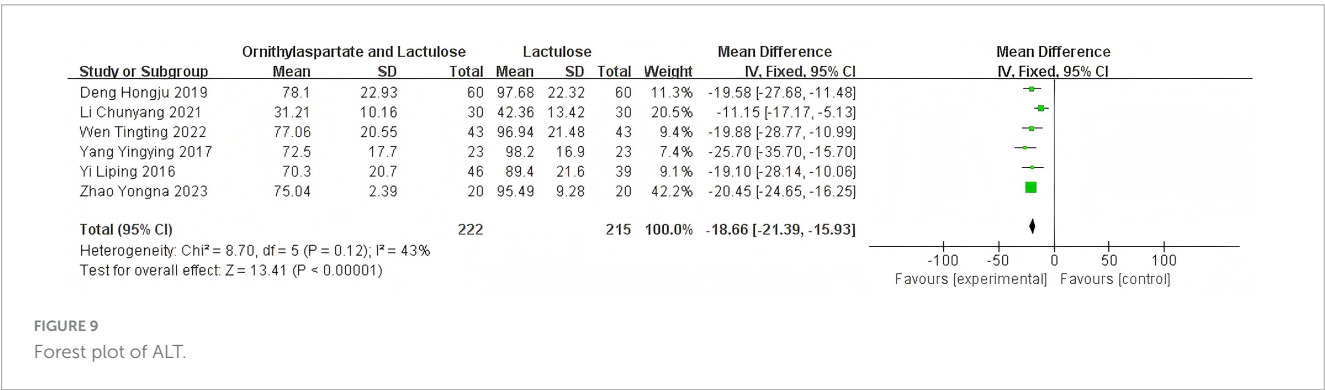 Ornithylaspartate and Lactulose Lactulose Mean Difference Mean Difference
Study or Subgroup Mean SD Total Mean SD Total Weight IV, Fixed, 95% CI IV, Fixed, 95% CI
Deng Hongju 2019 78.1 22.93 60 97.68 22.32 60 11.3% -19.58 [-27.68, -11.48]
Li Chunyang 2021 31.21 10.16 30 42.36 13.42 30 20.5% -11.15 [-17.17, -5.13]
Wen Tingting 2022 77.06 20.55 43 96.94 21.48 43 9.4% -19.88 [-28.77, -10.99]
Yang Yingying 2017 72.5 17.7 23 98.2 16.9 23 7.4% -25.70 [-35.70, -15.70]
Yi Liping 2016 70.3 20.7 46 89.4 21.6 39 9.1% -19.10 [-28.14, -10.06]
Zhao Yongna 2023 75.04 2.39 20 95.49 9.28 20 42.2% -20.45 [-24.65, -16.25]
Total (95% CI) 222 215 100.0% -18.66 [-21.39, -15.93]
Heterogeneity: Chi² = 8.70, df = 5 (P = 0.12); I² = 43%
Test for overall effect: Z = 13.41 (P < 0.00001)
-100 -50 0 50 100
Favours [experimental] Favours [control]
FIGURE 9
Forest plot of ALT.